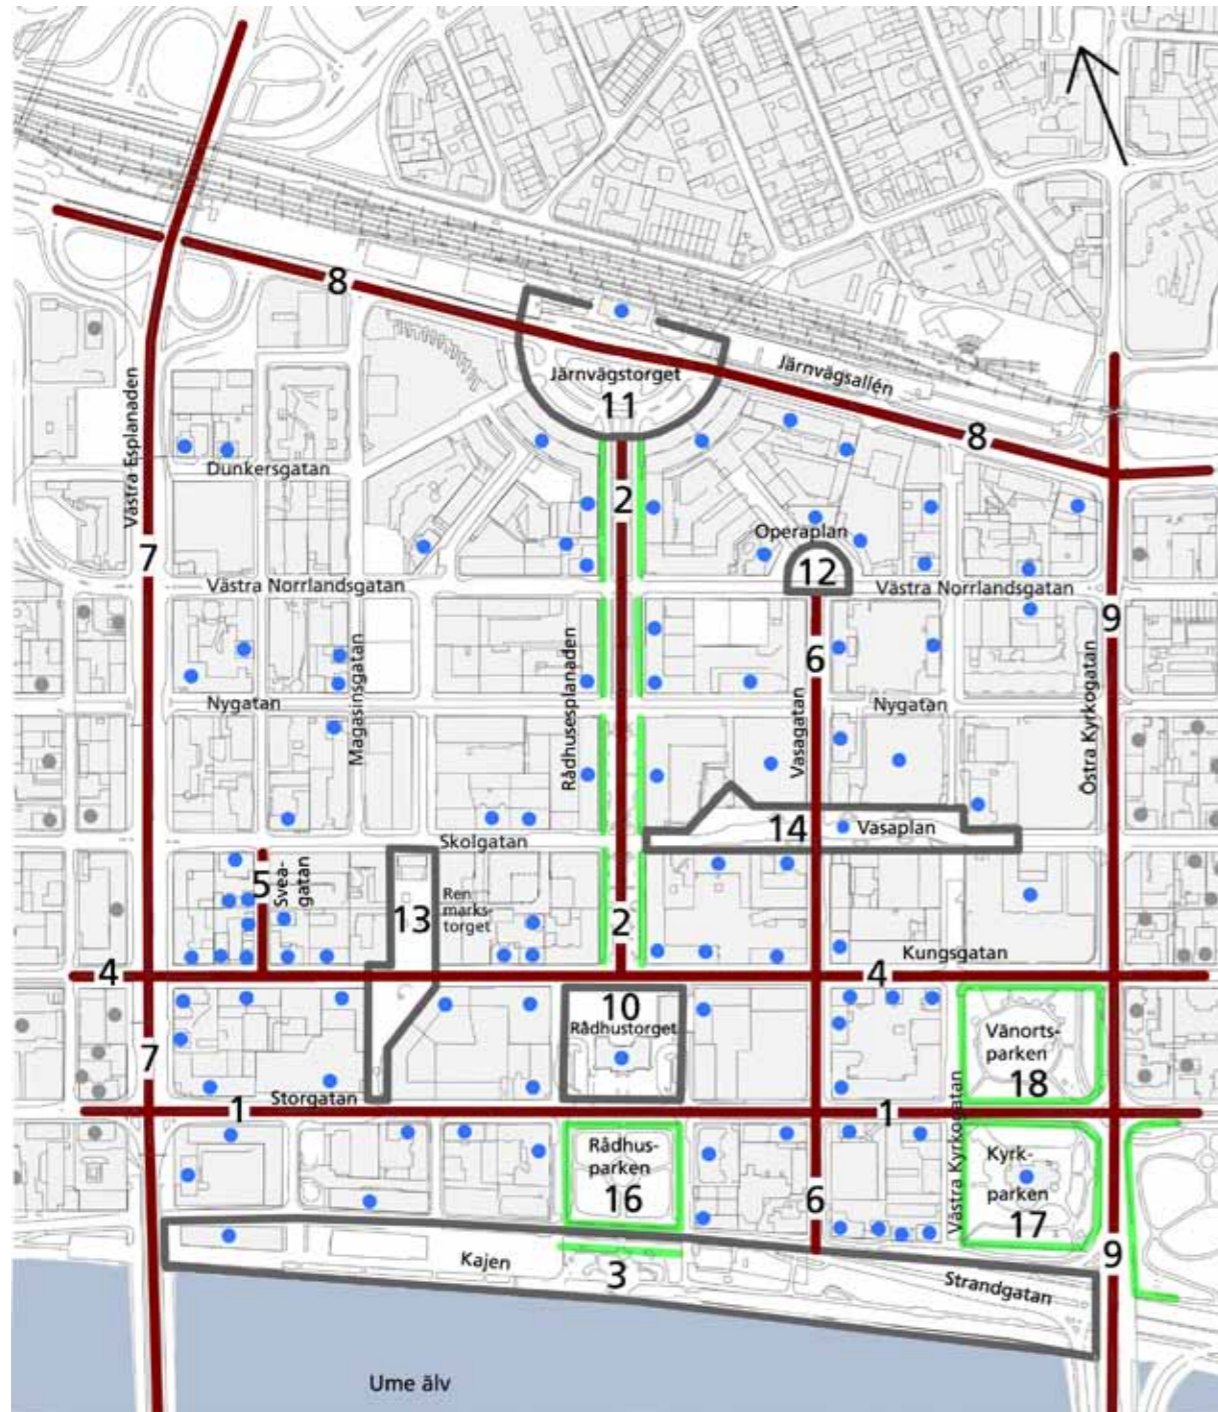 8
Järnvägsallén
Järnvägstorget
11
8
Västra Esplanaden
Dunkersgatan
2
Operaplan
7
12
Västra Norrlandsgatan
Västra Norrlandsgatan
9
Magasinsgatan
6
Rådhusesplanaden
Vasagatan
Östra Kyrkogatan
Nygatan
Nygatan
14
Vasaplan
Skolgatan
5
Svea-
gatan
13
Ren
marks-
torget
2
Kungsgatan
4
4
10
Rådhustorget
Vänorts-
parken
18
7
Storgatan
1
1
Västra Kyrkogatan
Rådhus-
parken
16
Kyrk-
parken
17
6
9
Kajen
3
Strandgatan
Ume älv